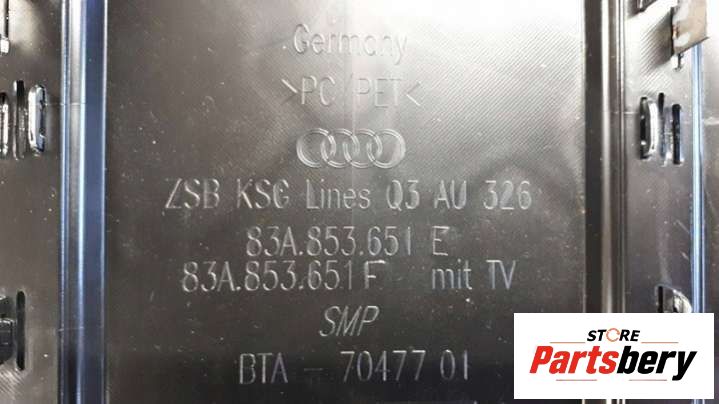 Germany
>PC/PET<
ZSB KSG Lines Q3 AU 326
83A.853.651 E
83A.853.651 F mit TV
SMP
BTA - 70477 01
STORE
Partsbery